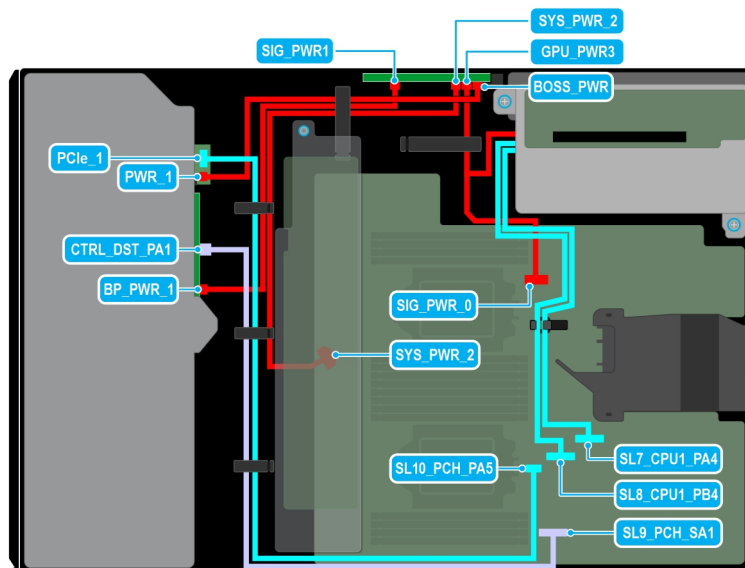 SYS_PWR_2
SIG_PWR1
GPU_PWR3
BOSS_PWR
PCIe_1
PWR_1
CTRL_DST_PA1
BP_PWR_1
SIG_PWR_0
SYS_PWR_2
SL7_CPU1_PA4
SL10_PCH_PA5
SL8_CPU1_PB4
SL9_PCH_SA1